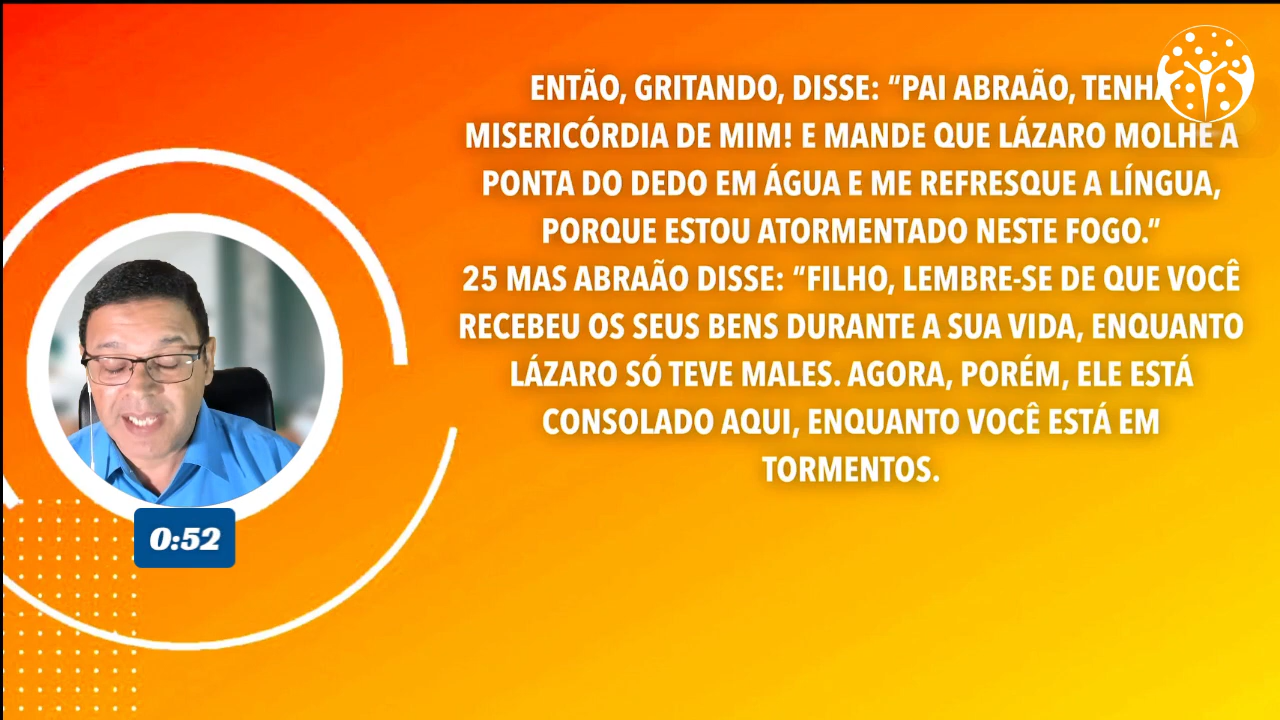 ENTÃO, GRITANDO, DISSE: “PAI ABRAÃO, TENHA
MISERICÓRDIA DE MIM! E MANDE QUE LÁZARO MOLHE A
PONTA DO DEDO EM ÁGUA E ME REFRESQUE A LÍNGUA,
PORQUE ESTOU ATORMENTADO NESTE FOGO.”
25 MAS ABRAÃO DISSE: “FILHO, LEMBRE-SE DE QUE VOCÊ
RECEBEU OS SEUS BENS DURANTE A SUA VIDA, ENQUANTO
LÁZARO SÓ TEVE MALES. AGORA, PORÉM, ELE ESTÁ
CONSOLADO AQUI, ENQUANTO VOCÊ ESTÁ EM
TORMENTOS.
0:52